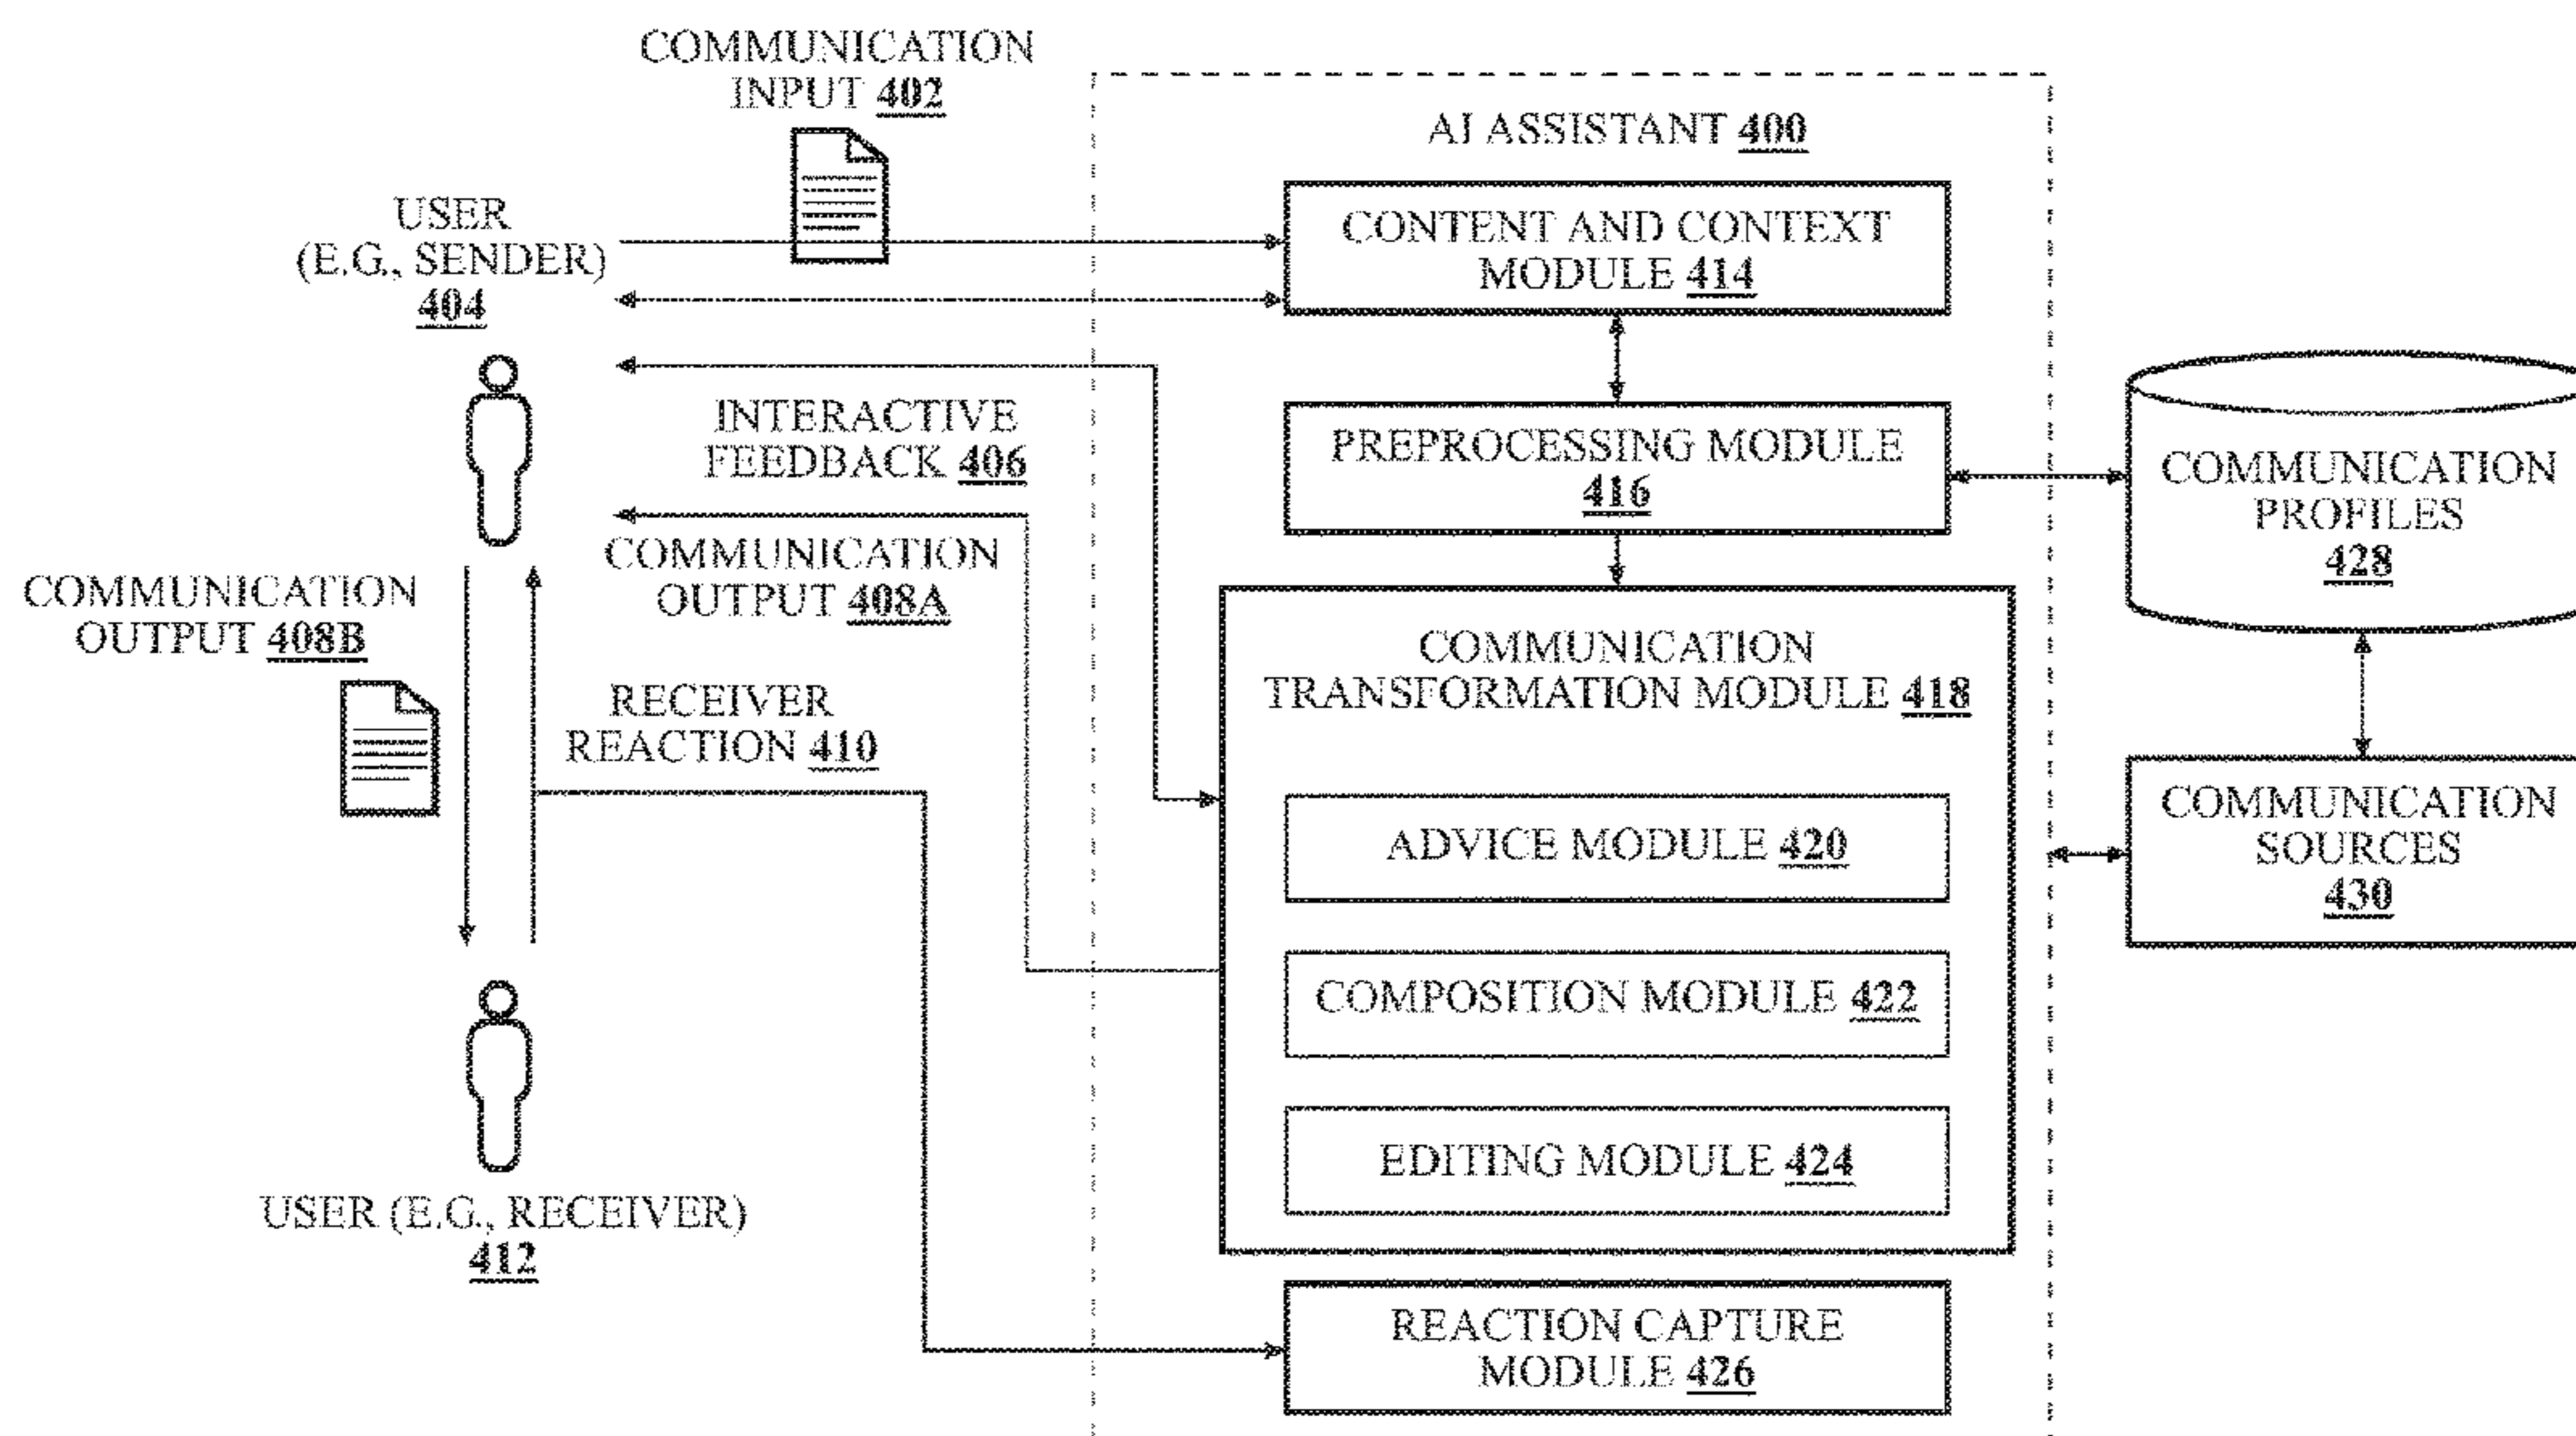 COMMUNICATION
INPUT 402
AI ASSISTANT 400
USER
(E.G., SENDER)
404
CONTENT AND CONTEXT
MODULE 414
INTERACTIVE
FEEDBACK 406
PREPROCESSING MODULE
416
COMMUNICATION
PROFILES
428
COMMUNICATION
OUTPUT 408A
COMMUNICATION
OUTPUT 408B
RECEIVER
REACTION 410
COMMUNICATION
TRANSFORMATION MODULE 418
ADVICE MODULE 420
COMPOSITION MODULE 422
EDITING MODULE 424
COMMUNICATION
SOURCES
430
USER (E.G., RECEIVER)
412
REACTION CAPTURE
MODULE 426